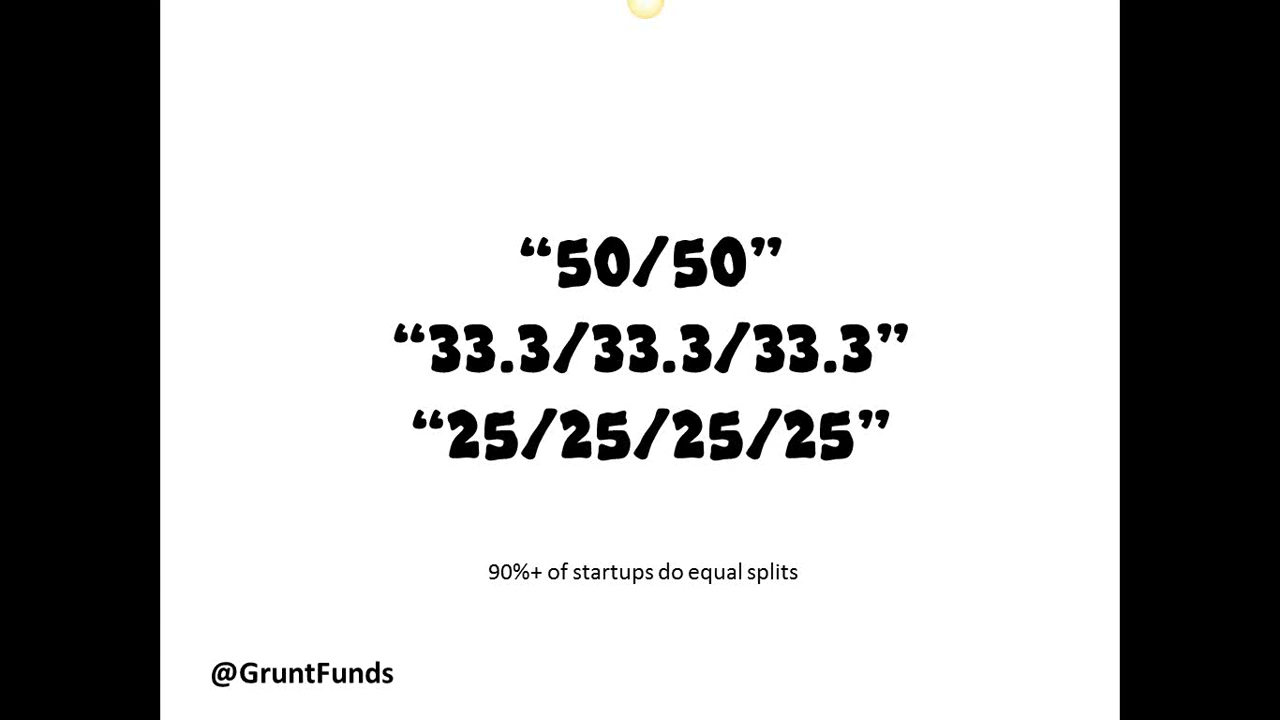 “50/50”
“33.3/33.3/33.3”
“25/25/25/25”
90%+ of startups do equal splits
@GruntFunds